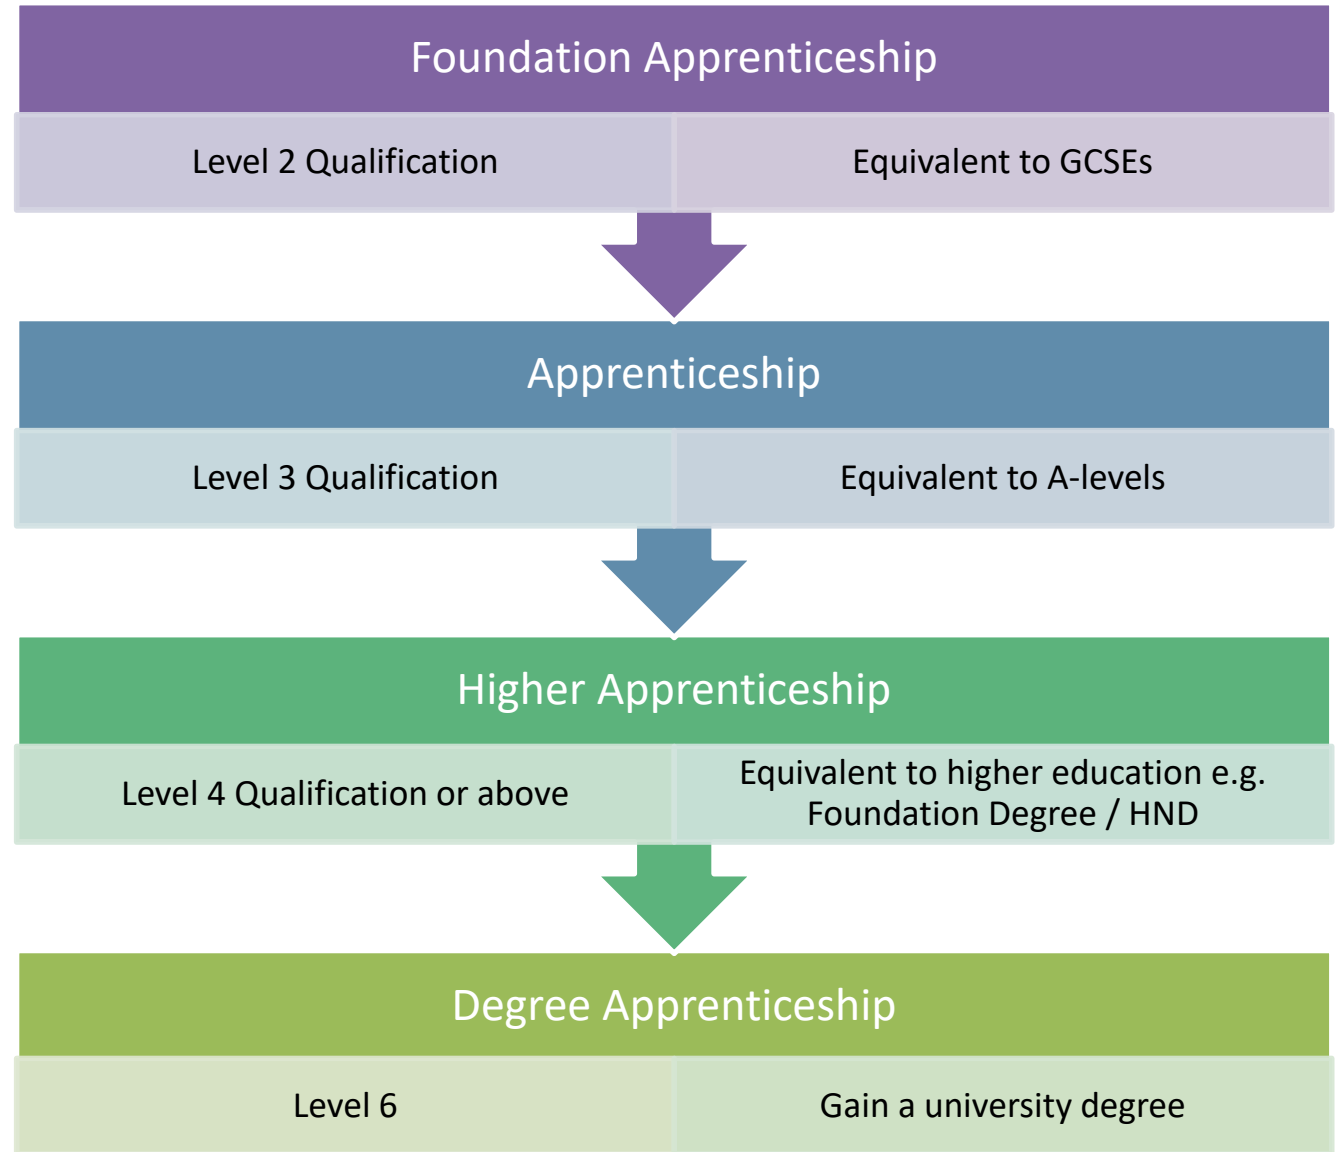 Foundation Apprenticeship
Level 2 Qualification
Equivalent to GCSEs
Apprenticeship
Level 3 Qualification
Equivalent to A-levels
Higher Apprenticeship
Level 4 Qualification or above
Equivalent to higher education e.g.
Foundation Degree / HND
Degree Apprenticeship
Level 6
Gain a university degree